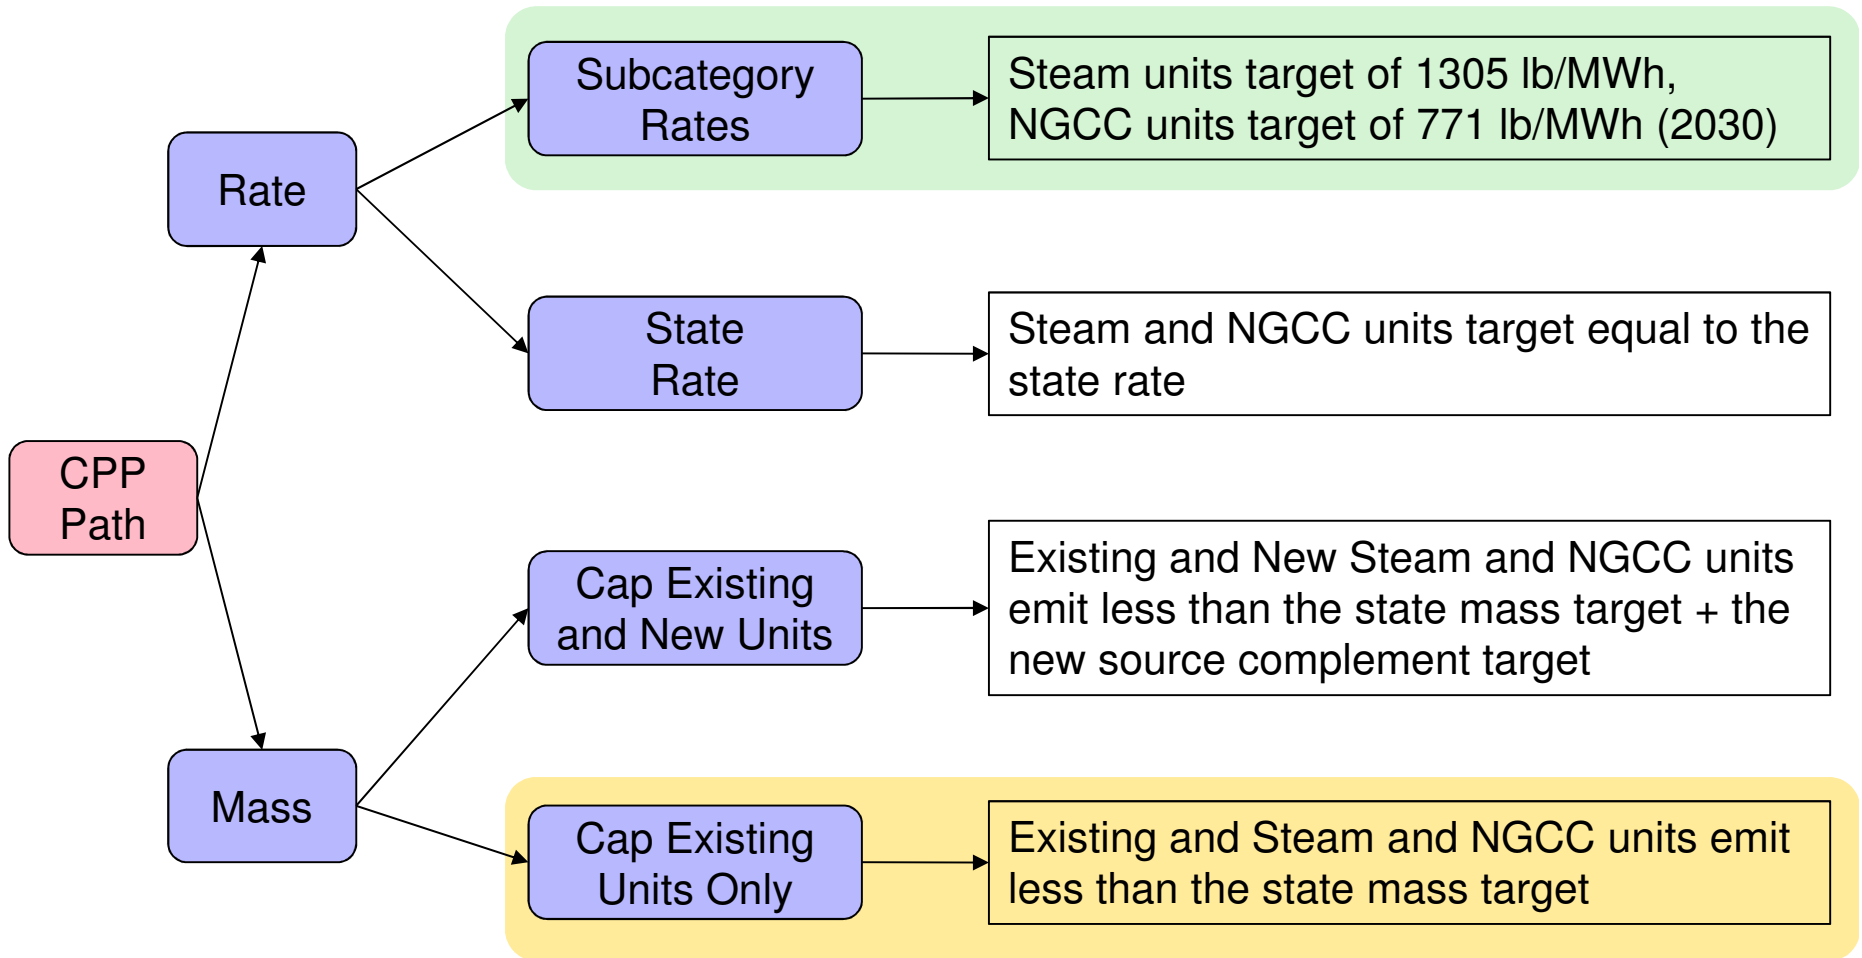 Subcategory
Rates
Steam units target of 1305 lb/MWh,
NGCC units target of 771 lb/MWh (2030)
Rate
State
Rate
Steam and NGCC units target equal to the
state rate
CPP
Path
Cap Existing
and New Units
Existing and New Steam and NGCC units
emit less than the state mass target + the
new source complement target
Mass
Cap Existing
Units Only
Existing and Steam and NGCC units emit
less than the state mass target